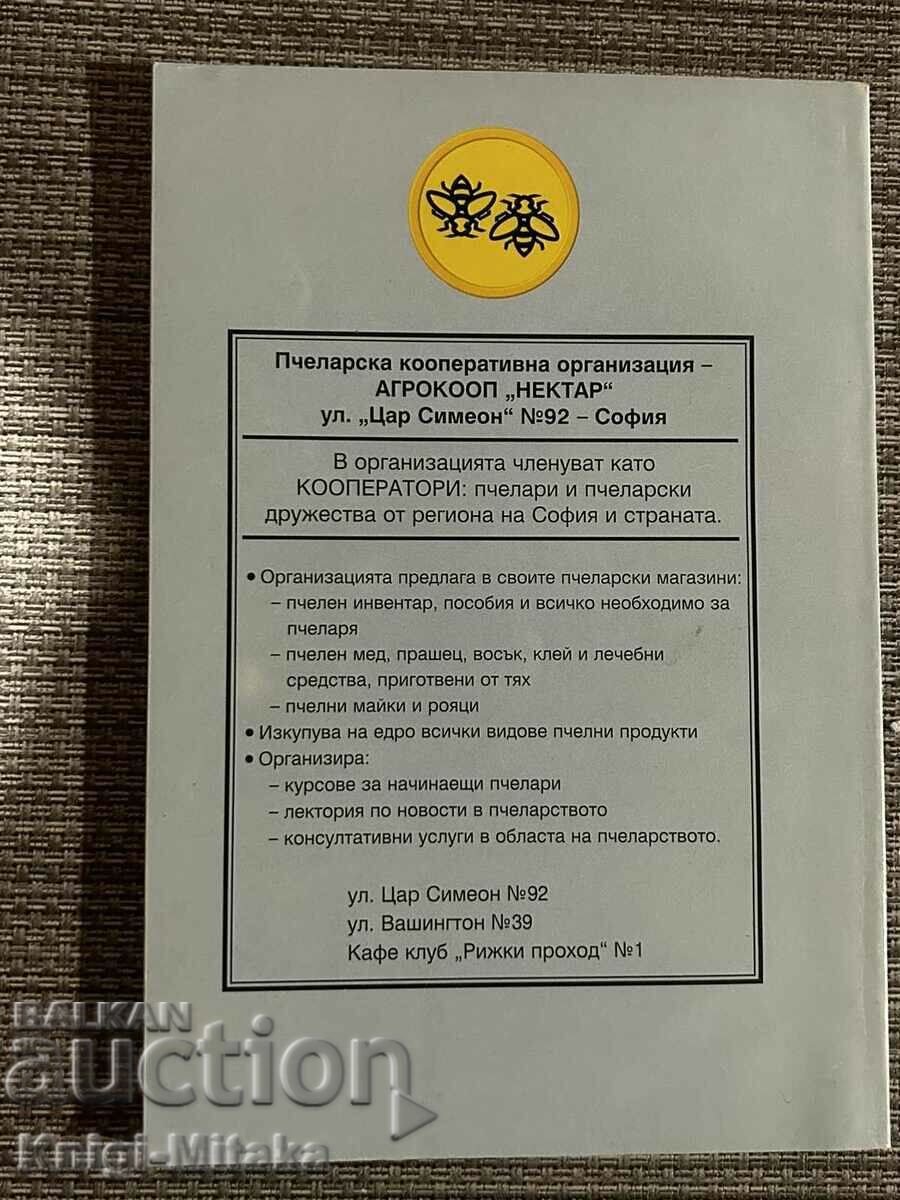 Пчеларска кооперативна организация –
АГРОКООП „НЕКТАР“
ул. „Цар Симеон“ №92 – София
В организацията членуват като
КООПЕРАТОРИ: пчелари и пчеларски
дружества от региона на София и страната.
• Организацията предлага в своите пчеларски магазини:
– пчелен инвентар, пособия и всичко необходимо за
пчеларя
– пчелен мед, прашец, восък, клей и лечебни
средства, приготвени от тях
– пчелни майки и рояци
• Изкупува на едро всички видове пчелни продукти
• Организира:
– курсове за начинаещи пчелари
– лектория по новости в пчеларството
– консултативни услуги в областа на пчеларството.
ул. Цар Симеон №92
ул. Вашингтон №39
Кафе клуб „Рижки проход“ №1
BALKAN
auction
Knigi-Mitaka